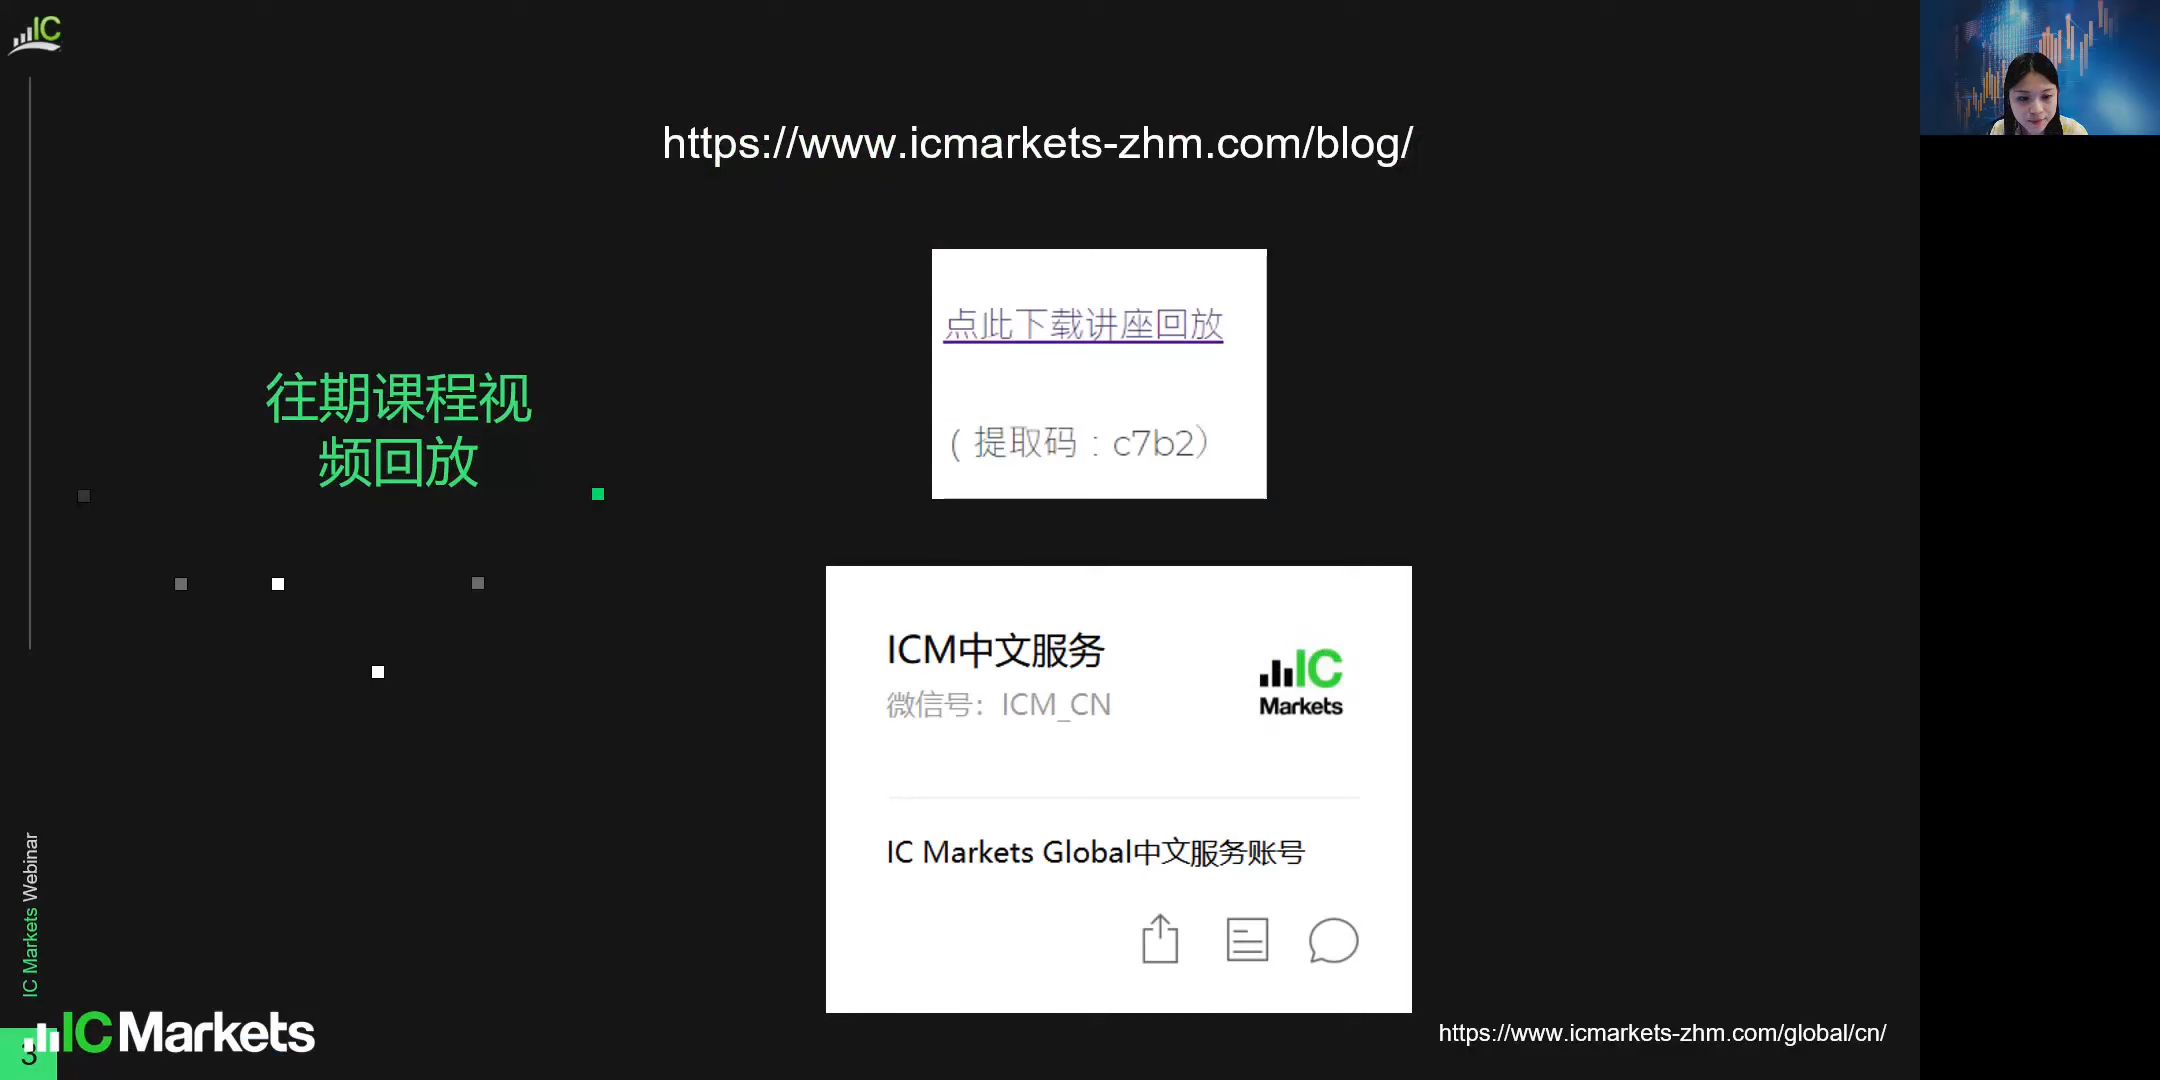 IC
https://www.icmarkets-zhm.com/blog/
点此下载讲座回放
(提取码：c7b2）
往期课程视
频回放
ICM中文服务
微信号：ICM_CN
IC
Markets
IC Markets Global中文服务账号
IC Markets Webinar
IC Markets
3
https://www.icmarkets-zhm.com/global/cn/